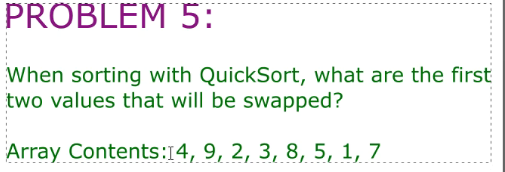 PROBLEM 5:
When sorting with QuickSort, what are the first
two values that will be swapped?
Array Contents: 4, 9, 2, 3, 8, 5, 1, 7